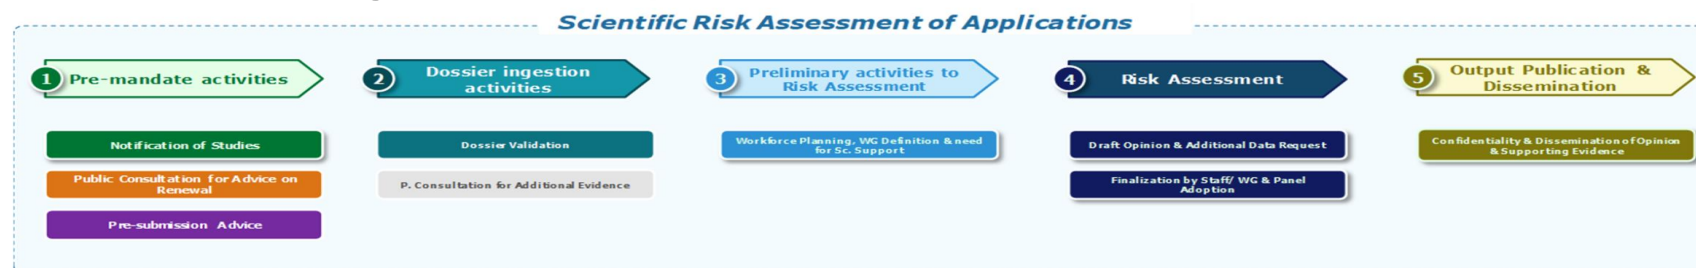 Scientific Risk Assessment of Applications
1 Pre-mandate activities
2 Dossier ingestion
activities
3 Preliminary activities to
Risk Assessment
4 Risk Assessment
5 Output Publication &
Dissemination
Notification of Studies
Public Consultation for Advice on
Renewal
Pre-submission Advice
Dossier Validation
P. Consultation for Additional Evidence
Workforce Planning, WG Definition & need
for Sc. Support
Draft Opinion & Additional Data Request
Finalization by Staff/ WG & Panel
Adoption
Confidentiality & Dissemination of Opinion
& Supporting Evidence